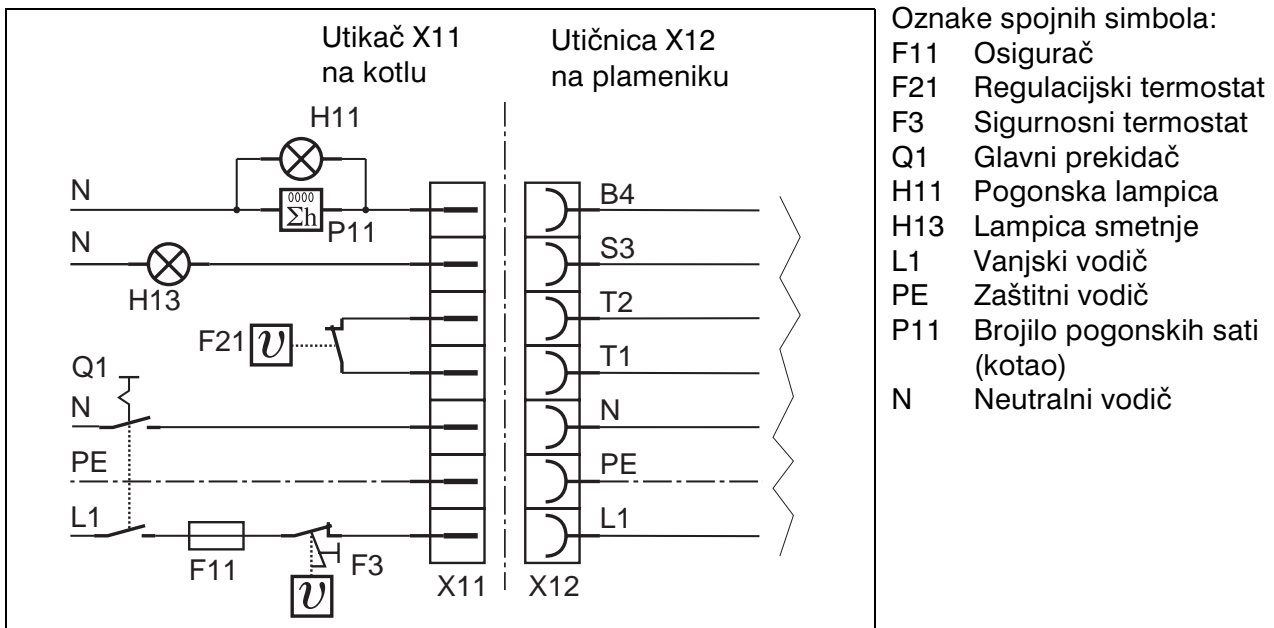 Utikač X11
na kotlu
Utičnica X12
na plameniku
H11
N
0000
Σh
P11
B4
N
H13
S3
F21
υ
T2
T1
Q1
N
N
PE
PE
L1
F11
F3
υ
L1
X11
X12
Oznake spojnih simbola:
F11 Osigurač
F21 Regulacijski termostat
F3 Sigurnosni termostat
Q1 Glavni prekidač
H11 Pogonska lampica
H13 Lampica smetnje
L1 Vanjski vodič
PE Zaštitni vodič
P11 Brojilo pogonskih sati
(kotao)
N Neutralni vodič